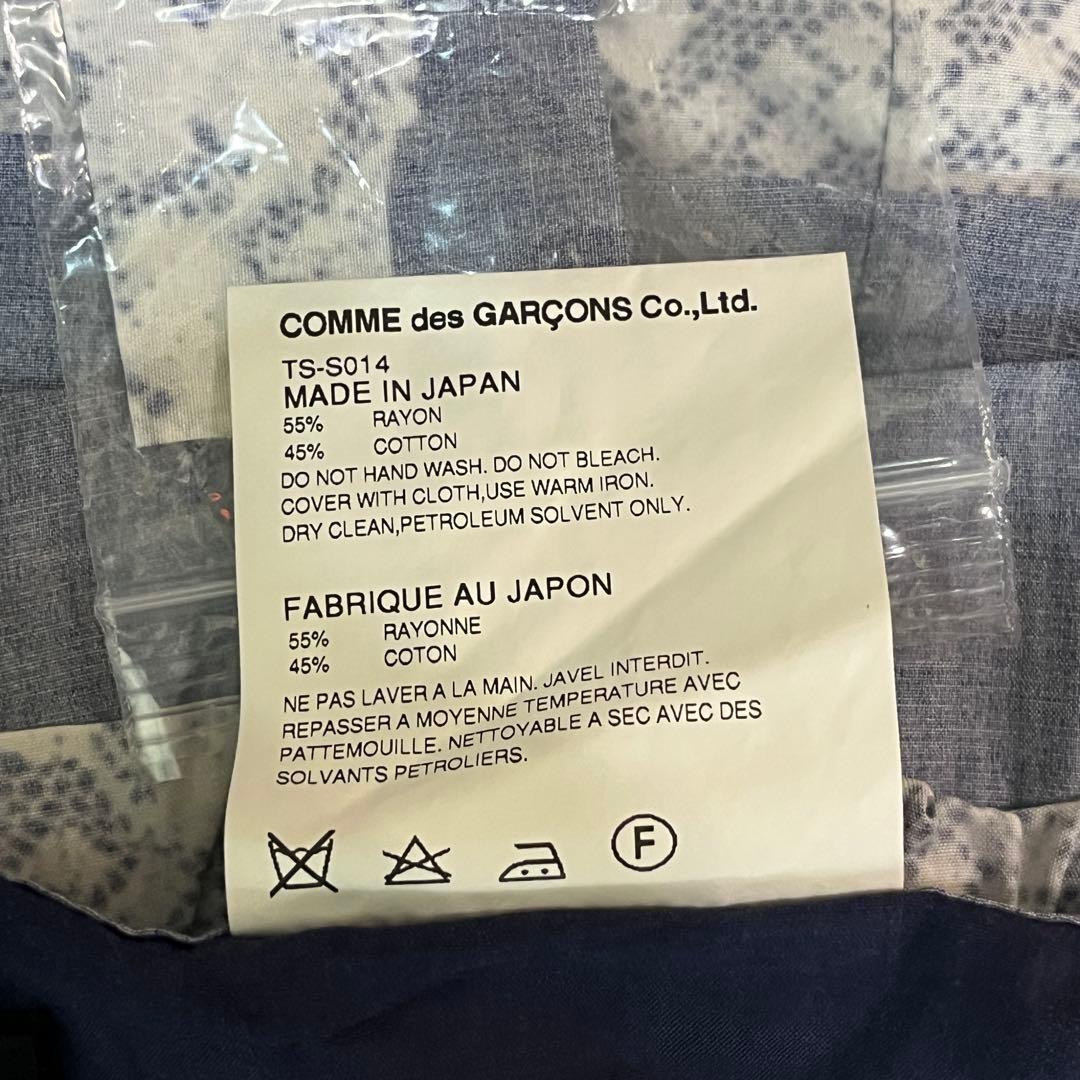 COMME des GARÇONS Co.,Ltd.
TS-S014
MADE IN JAPAN
55% RAYON
45% COTTON
DO NOT HAND WASH. DO NOT BLEACH.
COVER WITH CLOTH,USE WARM IRON.
DRY CLEAN,PETROLEUM SOLVENT ONLY.
FABRIQUE AU JAPON
55% RAYONNE
45% COTON
NE PAS LAVER A LA MAIN. JAVEL INTERDIT.
REPASSER A MOYENNE TEMPERATURE AVEC
PATTEMOUILLE. NETTOYABLE A SEC AVEC DES
SOLVANTS PETROLIERS.
F